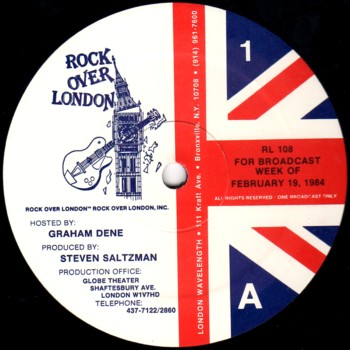 ROCK
OVER
LONDON
ROCK OVER LONDON™ ROCK OVER LONDON, INC.
HOSTED BY:
GRAHAM DENE
PRODUCED BY:
STEVEN SALTZMAN
PRODUCTION OFFICE:
GLOBE THEATER
SHAFTESBURY AVE.
LONDON W1V7HD
TELEPHONE:
437-7122/2860
LONDON WAVELENGTH ★ 111 Kraft Ave. ★ Bronxville, N.Y. 10708 ★ (914) 961-7600
1
RL 108
FOR BROADCAST
WEEK OF
FEBRUARY 19, 1984
ALL RIGHTS RESERVED · ONE BROADCAST ONLY
A